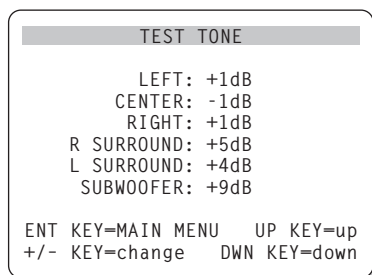 TEST TONE
LEFT: +1dB
CENTER: -1dB
RIGHT: +1dB
R SURROUND: +5dB
L SURROUND: +4dB
SUBWOOFER: +9dB
ENT KEY=MAIN MENU UP KEY=up
+/- KEY=change DWN KEY=down